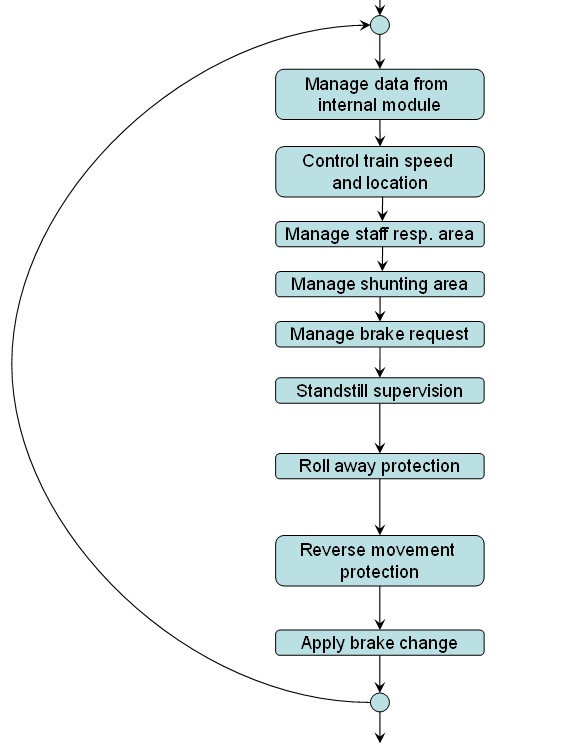 Manage data from
internal module
Control train speed
and location
Manage staff resp. area
Manage shunting area
Manage brake request
Standstill supervision
Roll away protection
Reverse movement
protection
Apply brake change